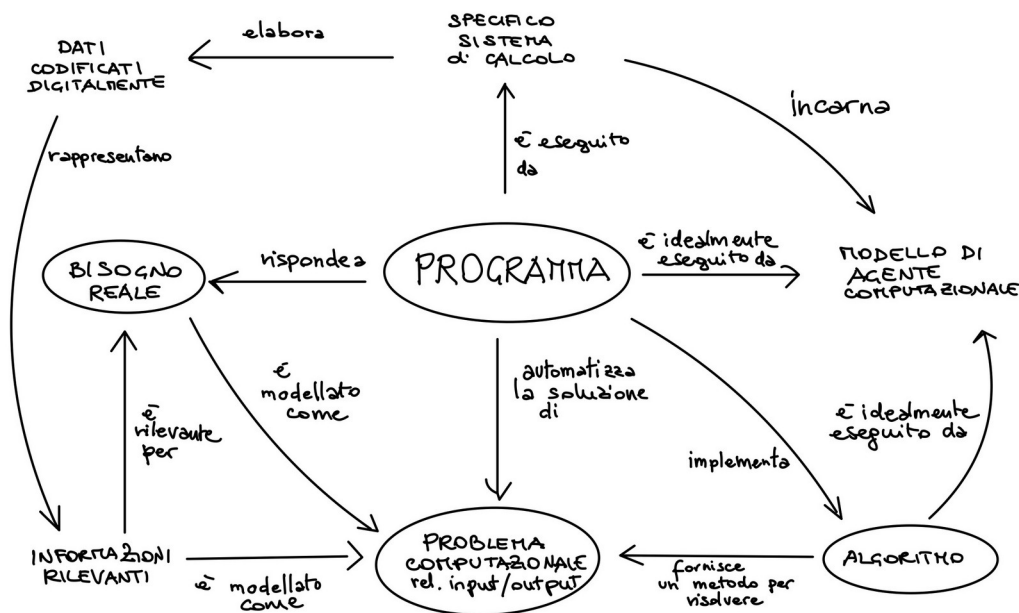 SPECIFICO
SISTEMA
di CALCOLO
elabora
DATI
CODIFICATI
DIGITALMENTE
incarna
é eseguito
da
rappresentano
BISOGNO
REALE
risponde a
PROGRAMMA
é idealmente
eseguito da
MODELLO DI
AGENTE
COMPUTAZIONALE
é
modellato
come
automatizza
la soluzione
di
é
rilevante
per
implementa
é idealmente
eseguito da
INFORMAZIONI
RILEVANTI
é modellato
come
PROBLEMA
COMPUTAZIONALE
rel. input/output
fornisce
un metodo per
risolvere
ALGORITMO